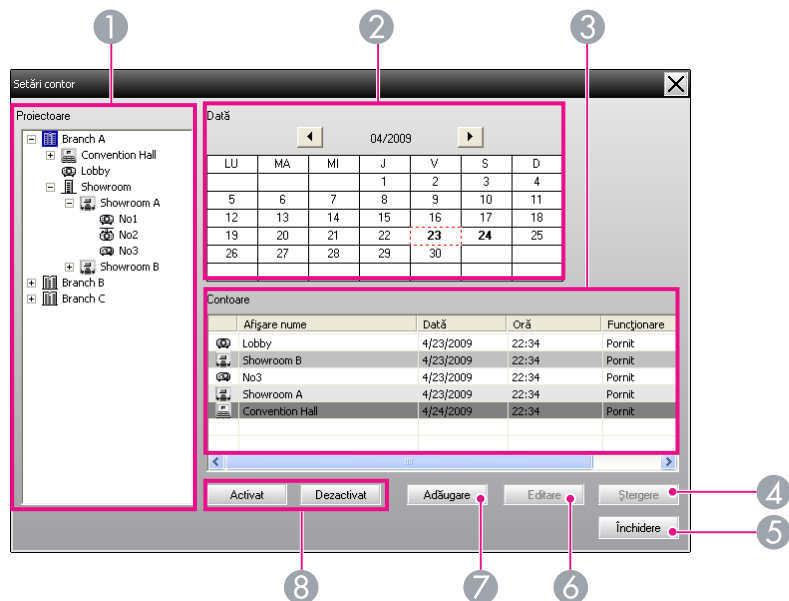 1 2 3
Setări contor
Proiectoare
Branch A
Convention Hall
Lobby
Showroom
Showroom A
No1
No2
No3
Showroom B
Branch B
Branch C
Dată
04/2009
LU MA MI J V S D
1 2 3 4
5 6 7 8 9 10 11
12 13 14 15 16 17 18
19 20 21 22 23 24 25
26 27 28 29 30
Contoare
Afişare nume Dată Oră Funcţionare
Lobby 4/23/2009 22:34 Pornit
Showroom B 4/23/2009 22:34 Pornit
No3 4/23/2009 22:34 Pornit
Showroom A 4/23/2009 22:34 Pornit
Convention Hall 4/24/2009 22:34 Pornit
Activat Dezactivat Adăugare Editare Ştergere 4
Închidere 5
8 7 6